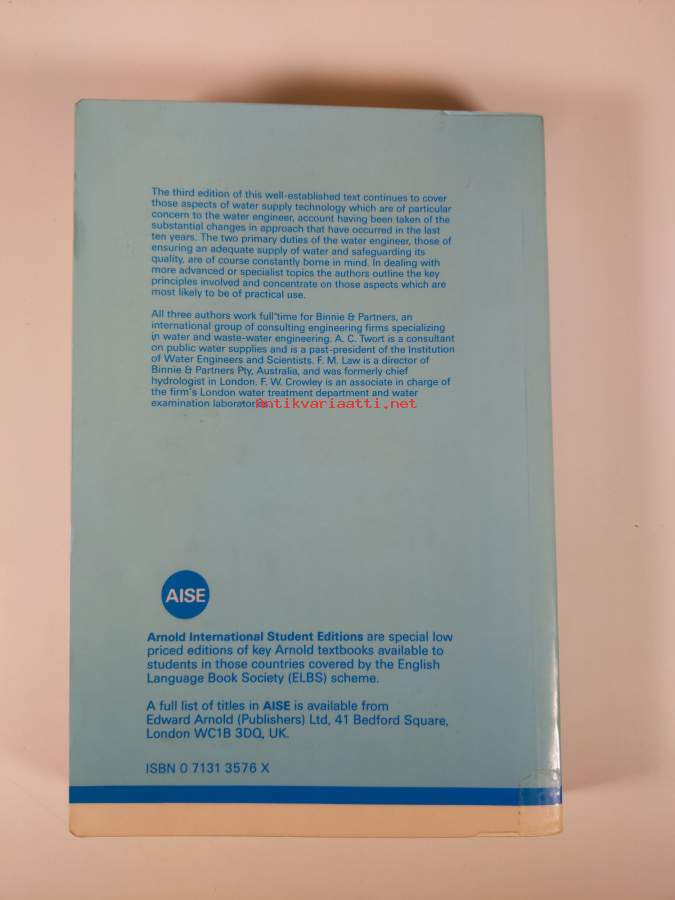 The third edition of this well-established text continues to cover
those aspects of water supply technology which are of particular
concern to the water engineer, account having been taken of the
substantial changes in approach that have occurred in the last
ten years. The two primary duties of the water engineer, those of
ensuring an adequate supply of water and safeguarding its
quality, are of course constantly borne in mind. In dealing with
more advanced or specialist topics the authors outline the key
principles involved and concentrate on those aspects which are
most likely to be of practical use.
All three authors work full time for Binnie & Partners, an
international group of consulting engineering firms specializing
in water and waste-water engineering. A. C. Twort is a consultant
on public water supplies and is a past-president of the Institution
of Water Engineers and Scientists. F. M. Law is a director of
Binnie & Partners Pty, Australia, and was formerly chief
hydrologist in London. F. W. Crowley is an associate in charge of
the firm's London water treatment department and water
examination laboratories.
Antikvariaatti.net
AISE
Arnold International Student Editions are special low
priced editions of key Arnold textbooks available to
students in those countries covered by the English
Language Book Society (ELBS) scheme.
A full list of titles in AISE is available from
Edward Arnold (Publishers) Ltd, 41 Bedford Square,
London WC1B 3DQ, UK.
ISBN 0 7131 3576 X